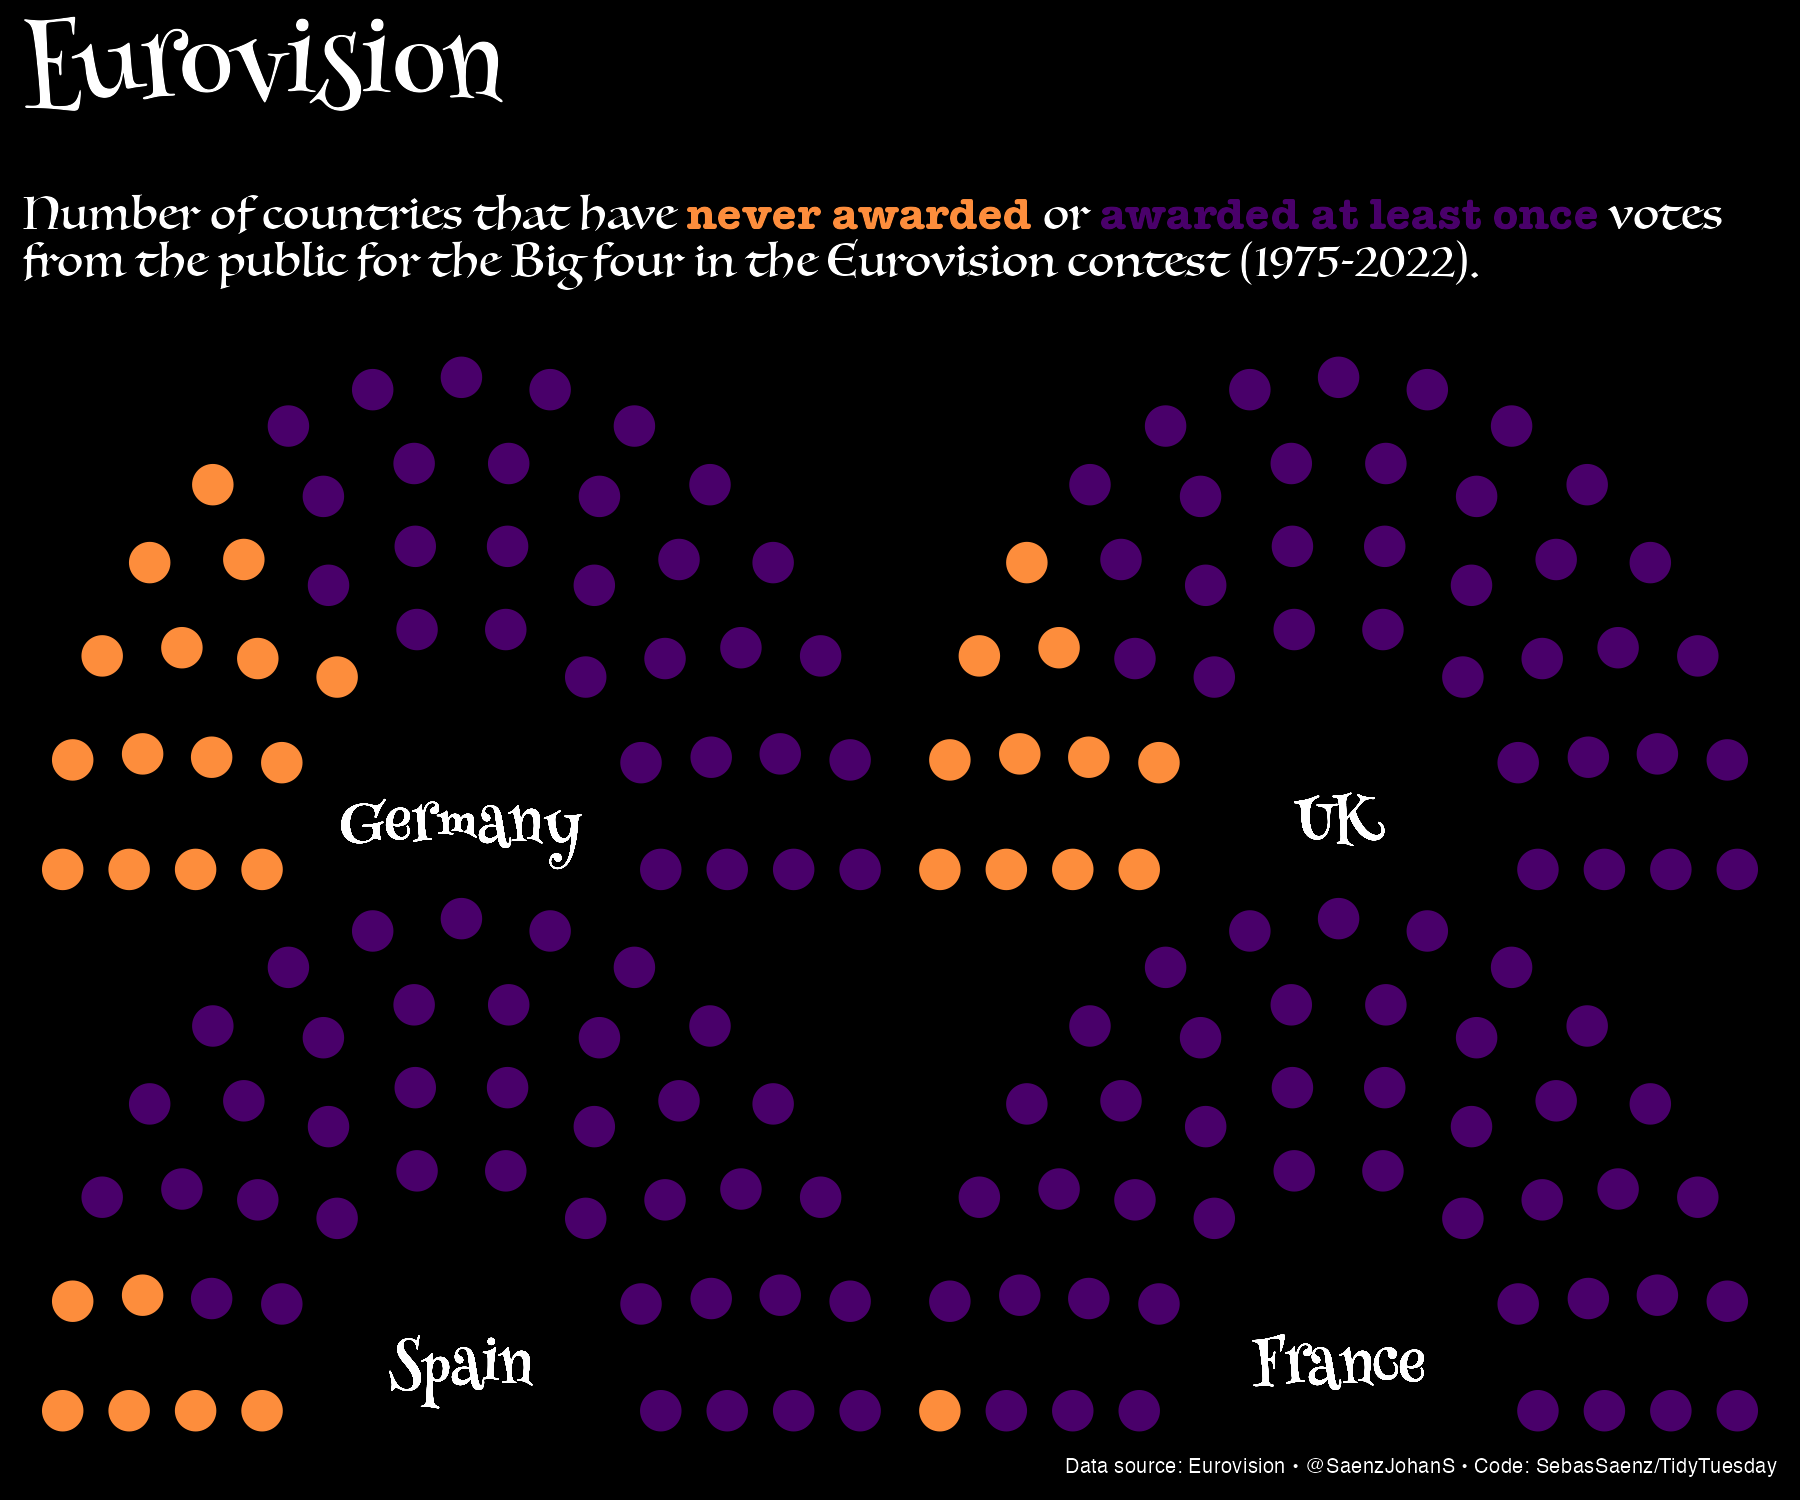 Eurovision
Number of countries that have never awarded or awarded at least once votes
from the public for the Big four in the Eurovision contest (1975-2022).
Germany
UK
Spain
France
Data source: Eurovision • @SaenzJohanS • Code: SebasSaenz/TidyTuesday